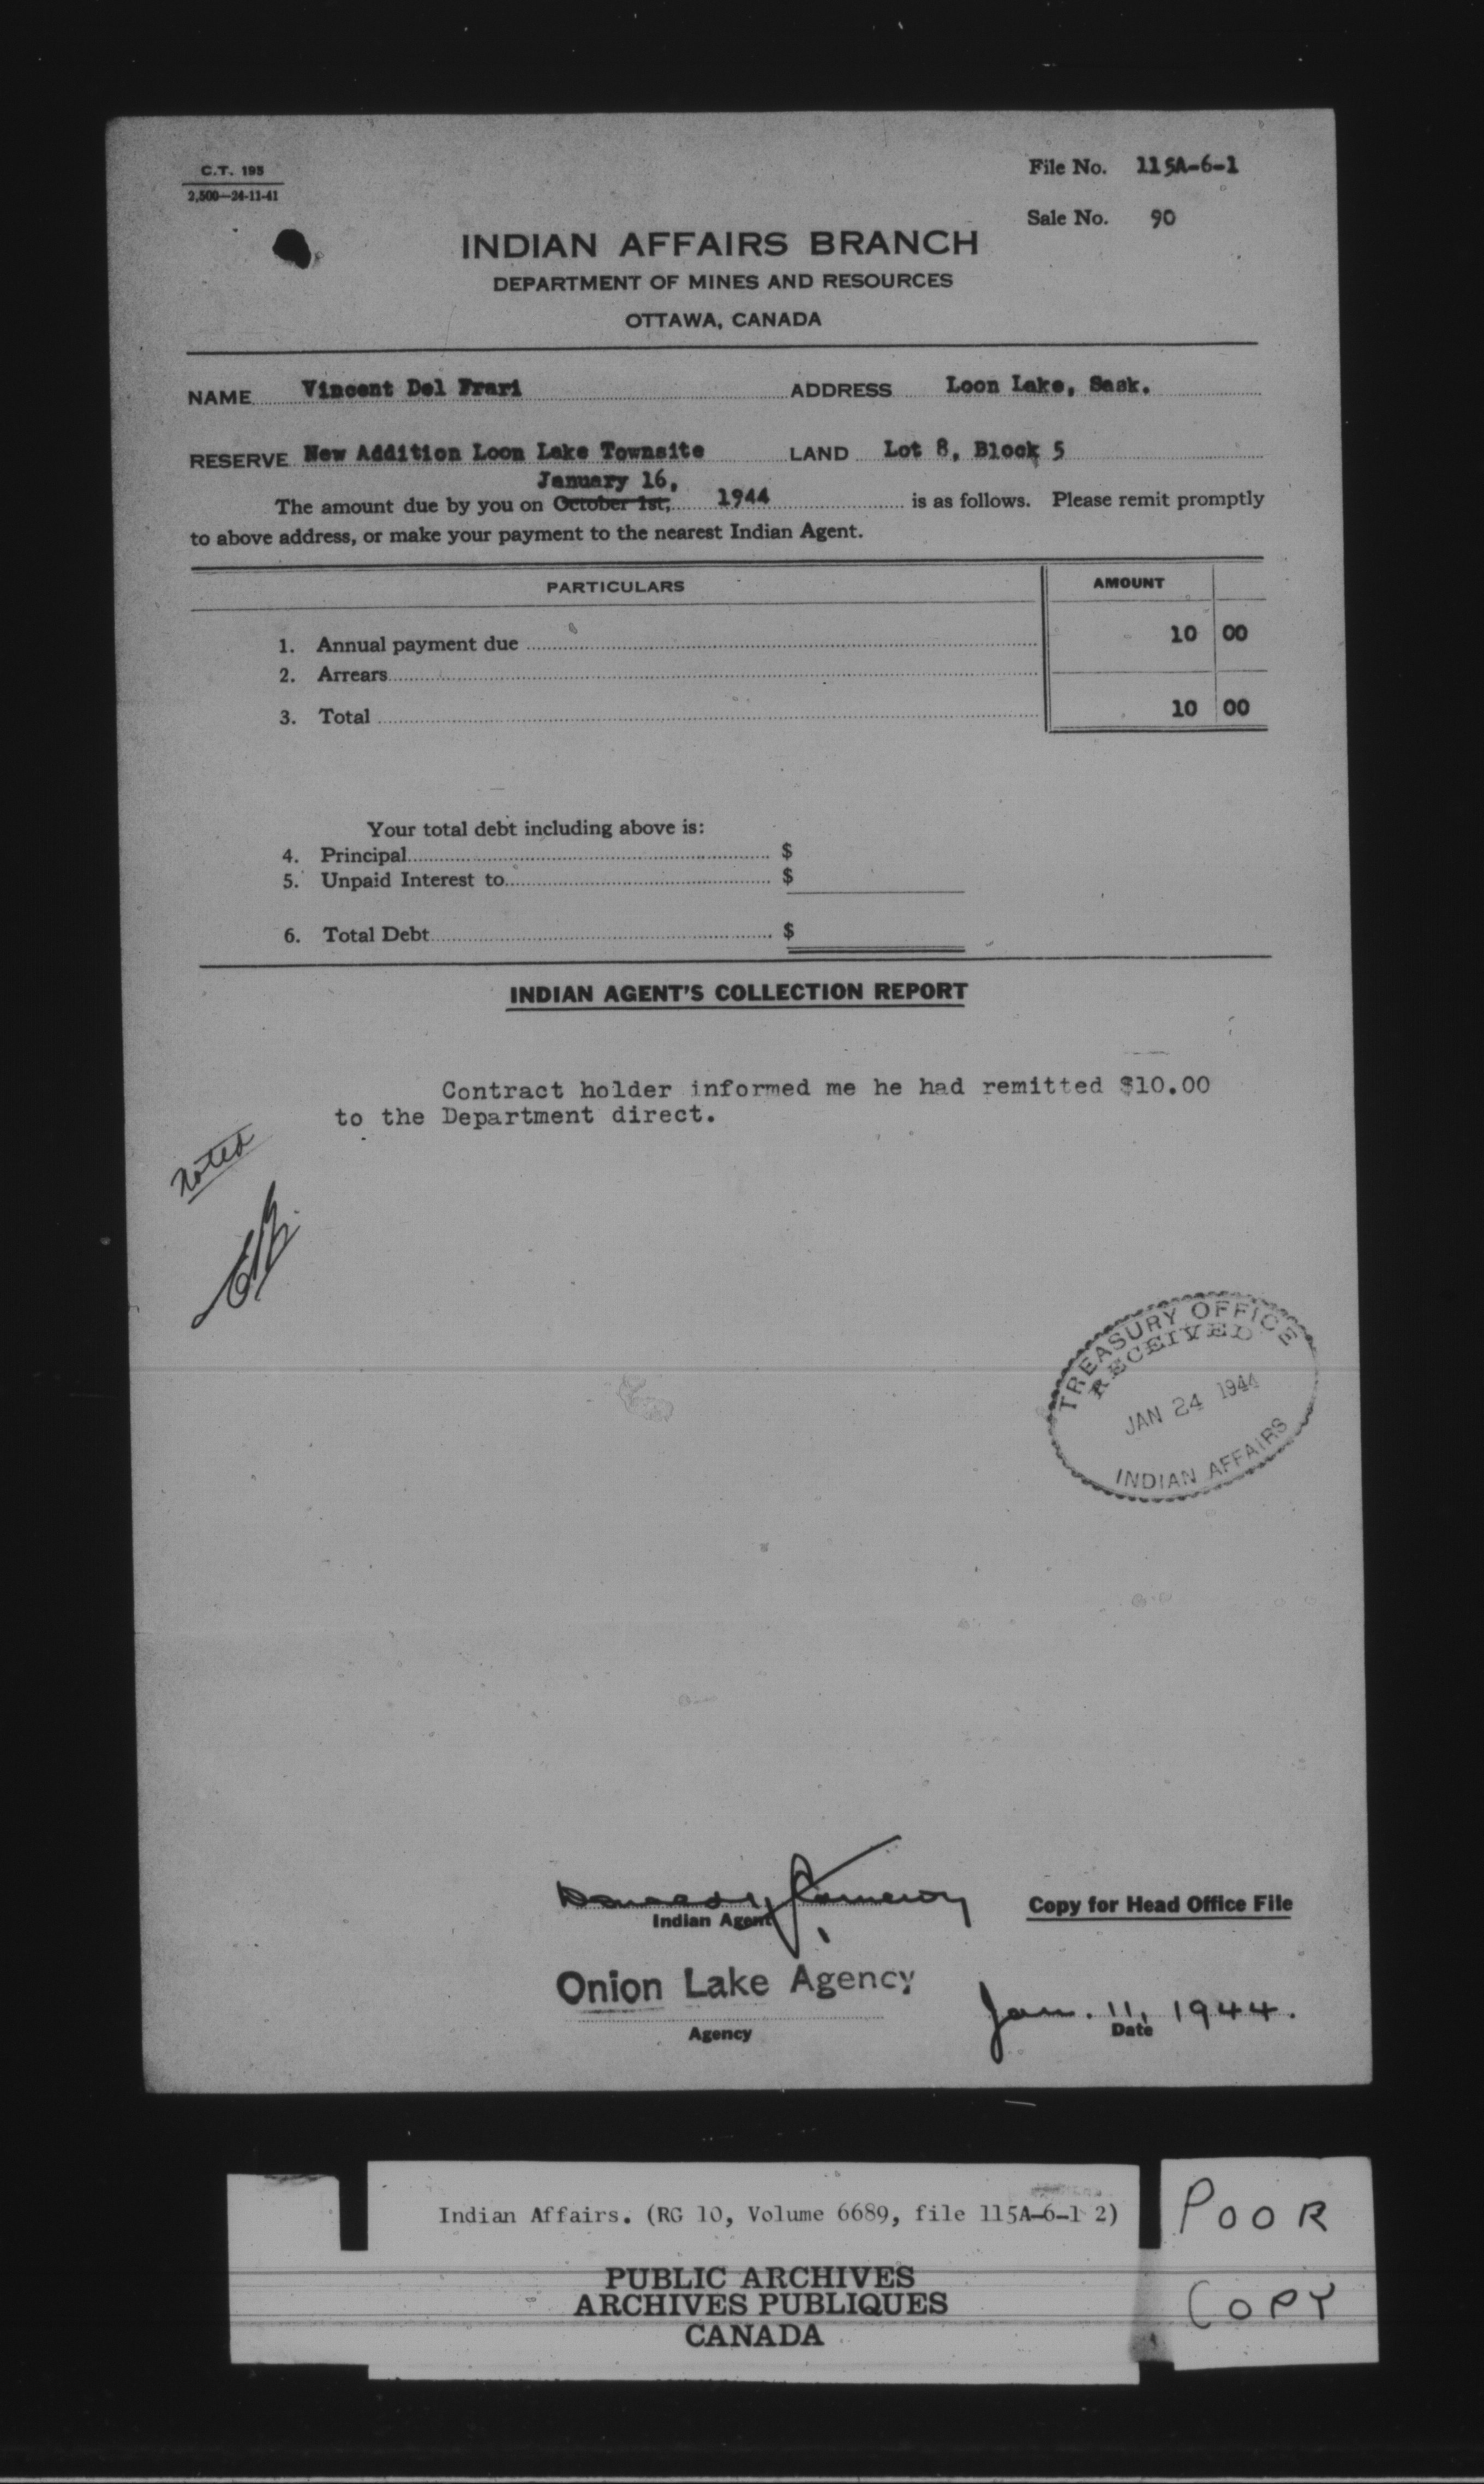 C.T. 195
2,500—24-11-41
File No. 115A-6-1
Sale No. 90
INDIAN AFFAIRS BRANCH
DEPARTMENT OF MINES AND RESOURCES
OTTAWA, CANADA
NAME Vincent Del Frari ADDRESS Loon Lake, Sask.
RESERVE New Addition Loon Lake Townsite LAND Lot 8, Block 5
January 16,
The amount due by you on October 1st, 1944 is as follows. Please remit promptly
to above address, or make your payment to the nearest Indian Agent.
PARTICULARS AMOUNT
1. Annual payment due 10 00
2. Arrears
3. Total 10 00
Your total debt including above is:
4. Principal $
5. Unpaid Interest to $
6. Total Debt $
INDIAN AGENT'S COLLECTION REPORT
Contract holder informed me he had remitted $10.00
to the Department direct.
noted
TREASURY OFFICE
RECEIVED
JAN 24 1944
INDIAN AFFAIRS
Cameron
Indian Agent
Copy for Head Office File
Onion Lake Agency
Agency
Jan. 11, 1944.
Date
Indian Affairs. (RG 10, Volume 6689, file 115A-6-1 2)
PUBLIC ARCHIVES
ARCHIVES PUBLIQUES
CANADA
POOR
COPY